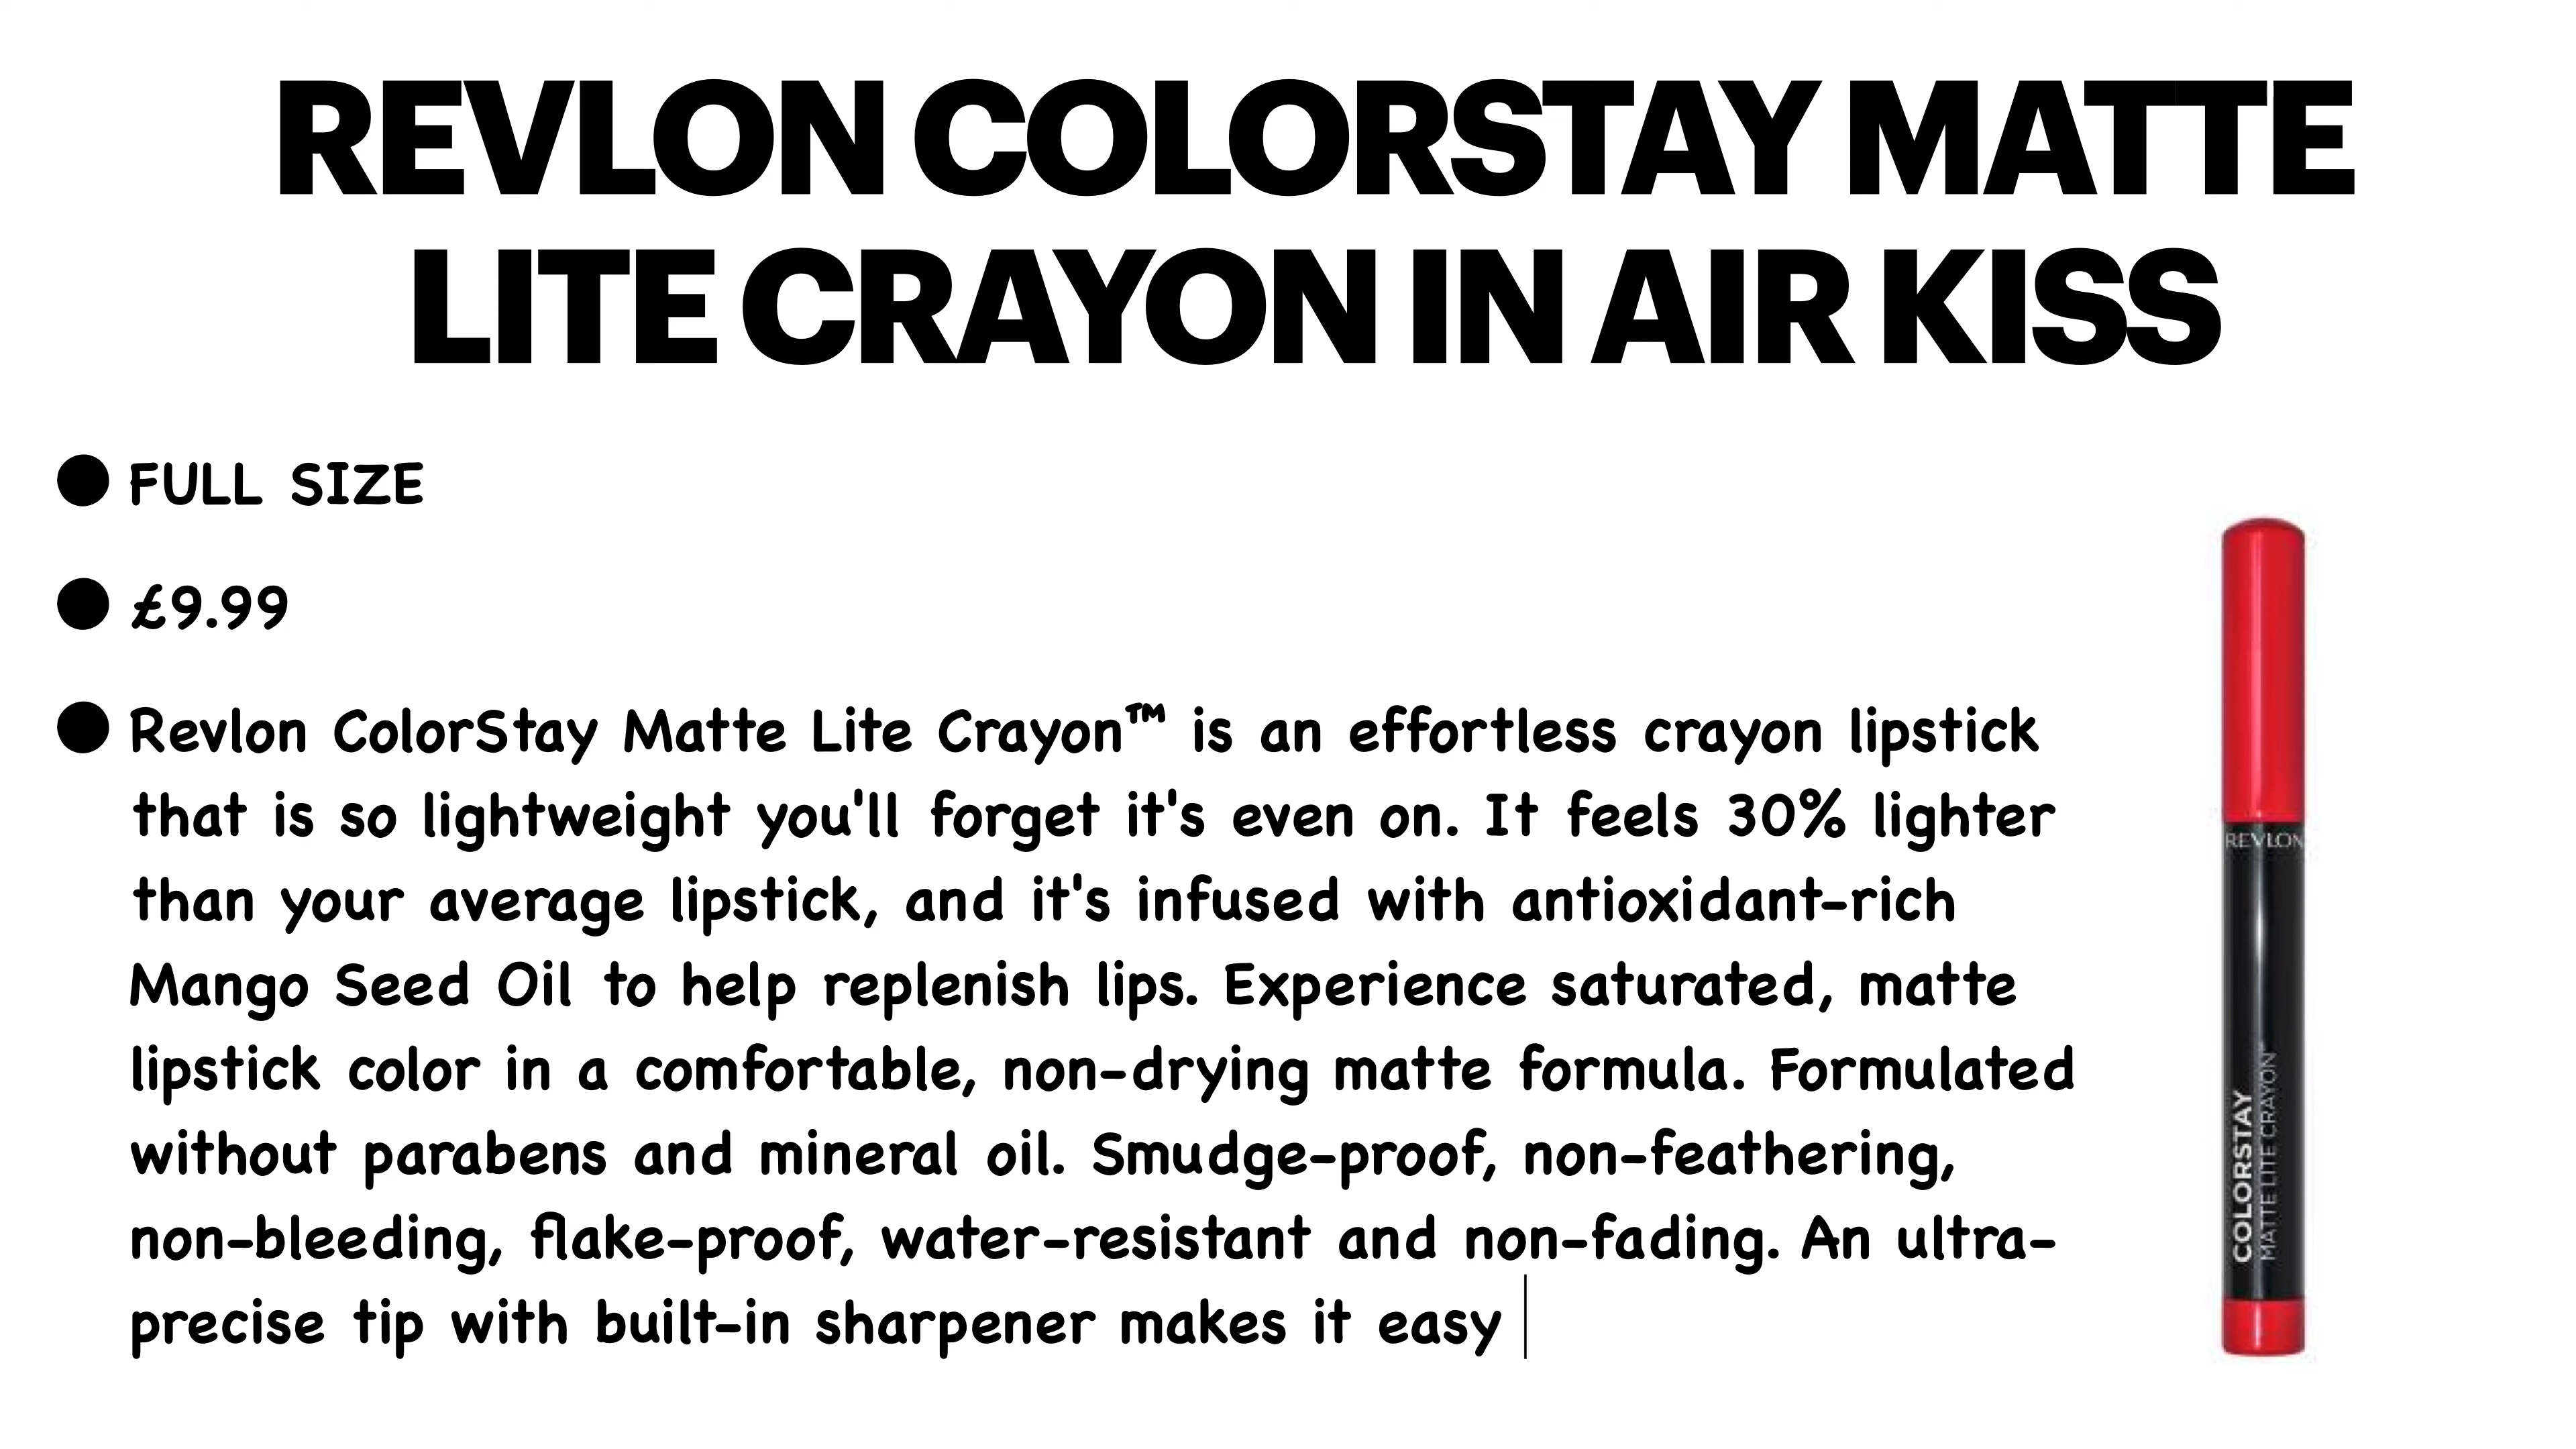 REVLON COLORSTAY MATTE
LITE CRAYON IN AIR KISS
● FULL SIZE
● £9.99
● Revlon ColorStay Matte Lite Crayon™ is an effortless crayon lipstick
that is so lightweight you'll forget it's even on. It feels 30% lighter
than your average lipstick, and it's infused with antioxidant-rich
Mango Seed Oil to help replenish lips. Experience saturated, matte
lipstick color in a comfortable, non-drying matte formula. Formulated
without parabens and mineral oil. Smudge-proof, non-feathering,
non-bleeding, flake-proof, water-resistant and non-fading. An ultra-
precise tip with built-in sharpener makes it easy
REVLON
COLORSTAY
MATTE LITE CRAYON™